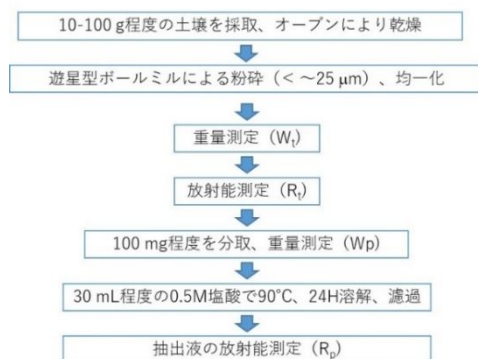 10-100 g程度の土壌を採取、オーブンにより乾燥
遊星型ボールミルによる粉砕（< ~25 μm）、均一化
重量測定（Wt）
放射能測定（Rt）
100 mg程度を分取、重量測定（Wp）
30 mL程度の0.5M塩酸で90°C、24H溶解、濾過
抽出液の放射能測定（Rp）